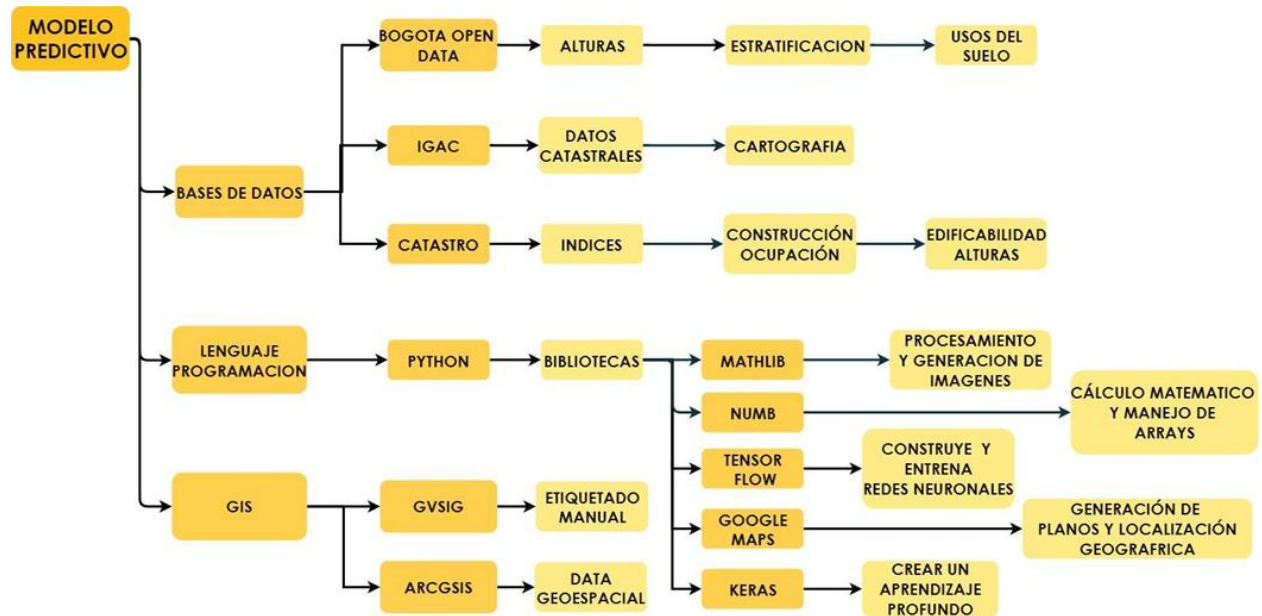 MODELO
PREDICTIVO
BASES DE DATOS
BOGOTA OPEN
DATA
ALTURAS
ESTRATIFICACION
USOS DEL
SUELO
IGAC
DATOS
CATASTRALES
CARTOGRAFIA
CATASTRO
INDICES
CONSTRUCCIÓN
OCUPACIÓN
EDIFICABILIDAD
ALTURAS
LENGUAJE
PROGRAMACION
PYTHON
BIBLIOTECAS
MATHLIB
PROCESAMIENTO
Y GENERACION DE
IMAGENES
NUMB
CÁLCULO MATEMATICO
Y MANEJO DE
ARRAYS
TENSOR
FLOW
CONSTRUYE Y
ENTRENA
REDES NEURONALES
GOOGLE
MAPS
GENERACIÓN DE
PLANOS Y LOCALIZACIÓN
GEOGRAFRICA
KERAS
CREAR UN
APRENDIZAJE
PROFUNDO
GIS
GVSIG
ETIQUETADO
MANUAL
ARCGSIS
DATA
GEOESPACIAL